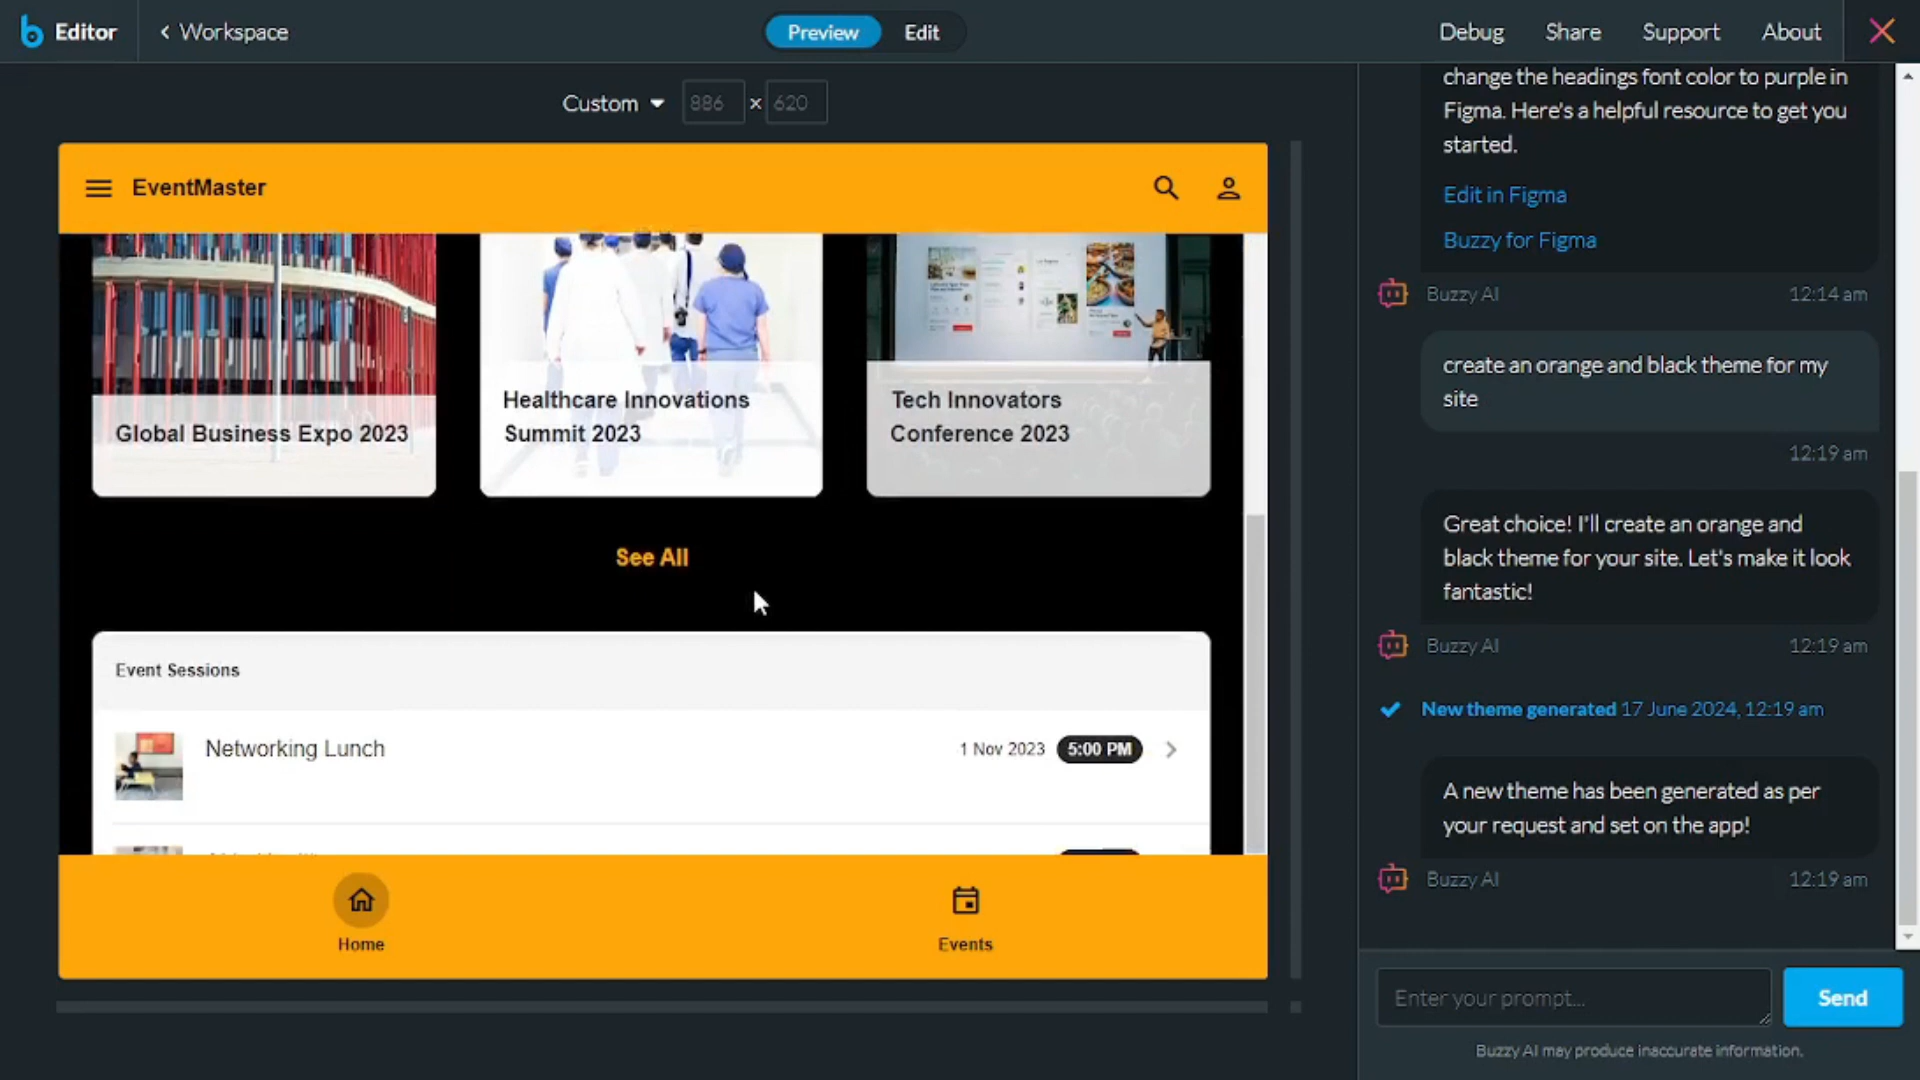 Editor
Workspace
Preview
Edit
Debug
Share
Support
About
Custom
886 x 620
EventMaster
Global Business Expo 2023
Healthcare Innovations
Summit 2023
Tech Innovators
Conference 2023
See All
Event Sessions
Networking Lunch
1 Nov 2023
5:00 PM
Home
Events
change the headings font color to purple in
Figma. Here's a helpful resource to get you
started.
Edit in Figma
Buzzy for Figma
Buzzy AI
12:14 am
create an orange and black theme for my
site
12:19 am
Great choice! I'll create an orange and
black theme for your site. Let's make it look
fantastic!
Buzzy AI
12:19 am
New theme generated 17 June 2024, 12:19 am
A new theme has been generated as per
your request and set on the app!
Buzzy AI
12:19 am
Enter your prompt...
Send
Buzzy AI may produce inaccurate information.